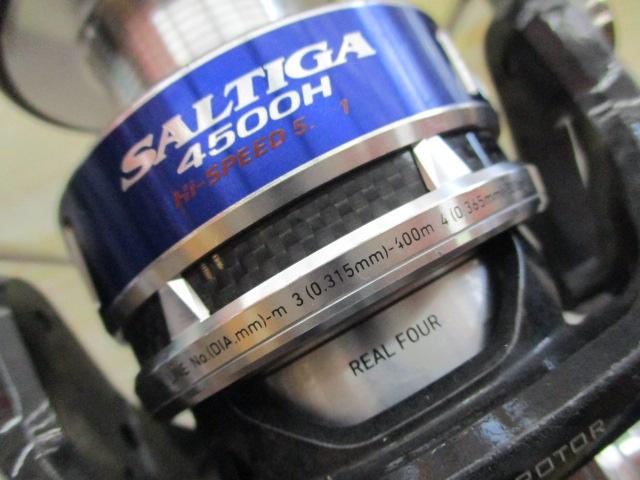 SALTIGA
4500H
Hi-SPEED 5. 1
LINE No.(DIA.mm)-m 3 (0.315mm)-400m 4 (0.365mm)
REAL FOUR
ROTOR